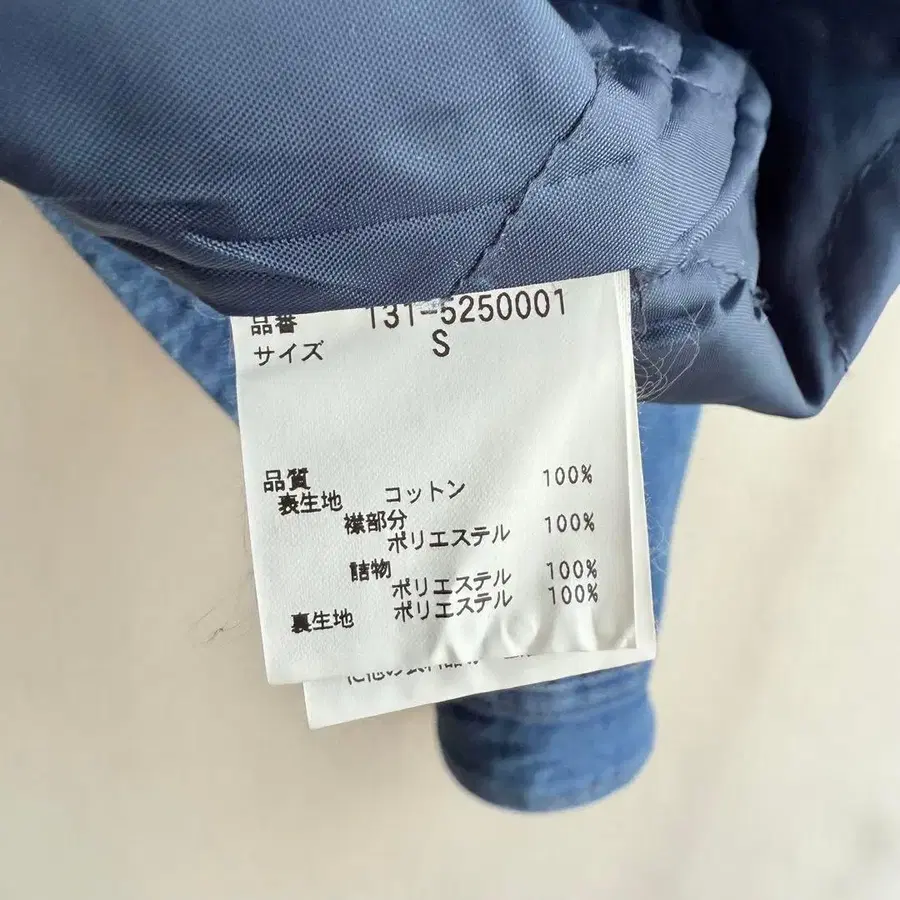 品番 131-5250001
サイズ S
品質
表生地 コットン 100%
襟部分
ポリエステル 100%
詰物
ポリエステル 100%
裏生地 ポリエステル 100%